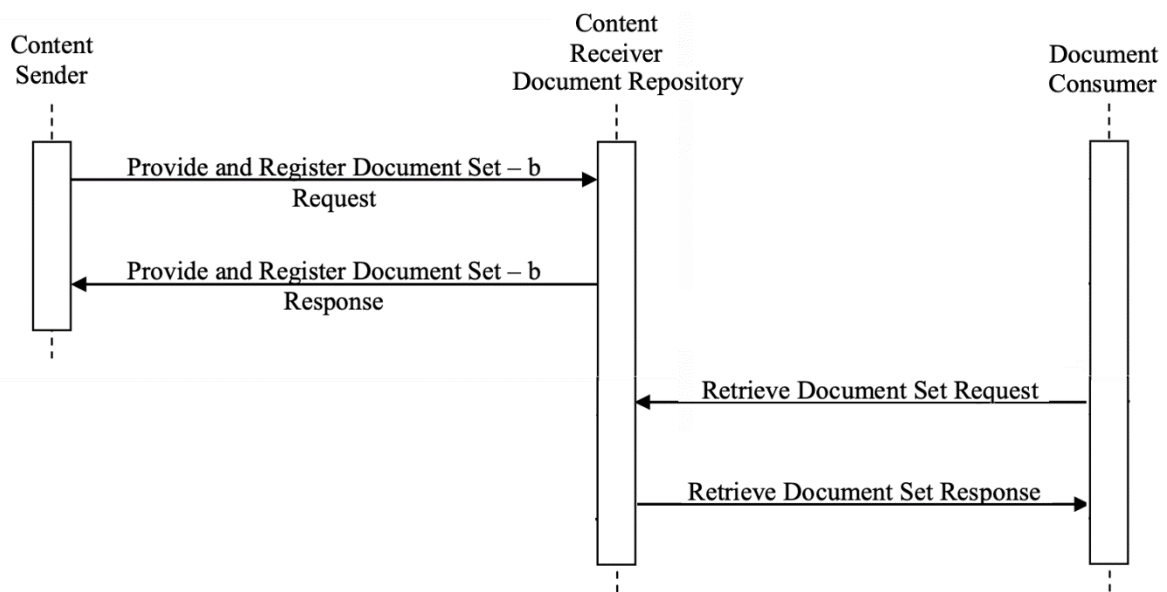 Content
Sender
Content
Receiver
Document Repository
Document
Consumer
Provide and Register Document Set – b
Request
Provide and Register Document Set – b
Response
Retrieve Document Set Request
Retrieve Document Set Response